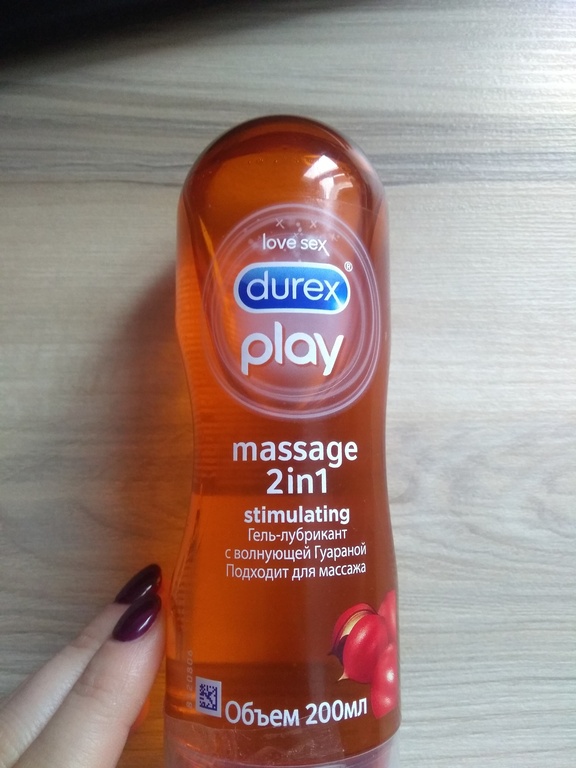 love sex
durex®
play
massage
2in1
stimulating
Гель-лубрикант
с волнующей Гуараной
Подходит для массажа
Объем 200мл